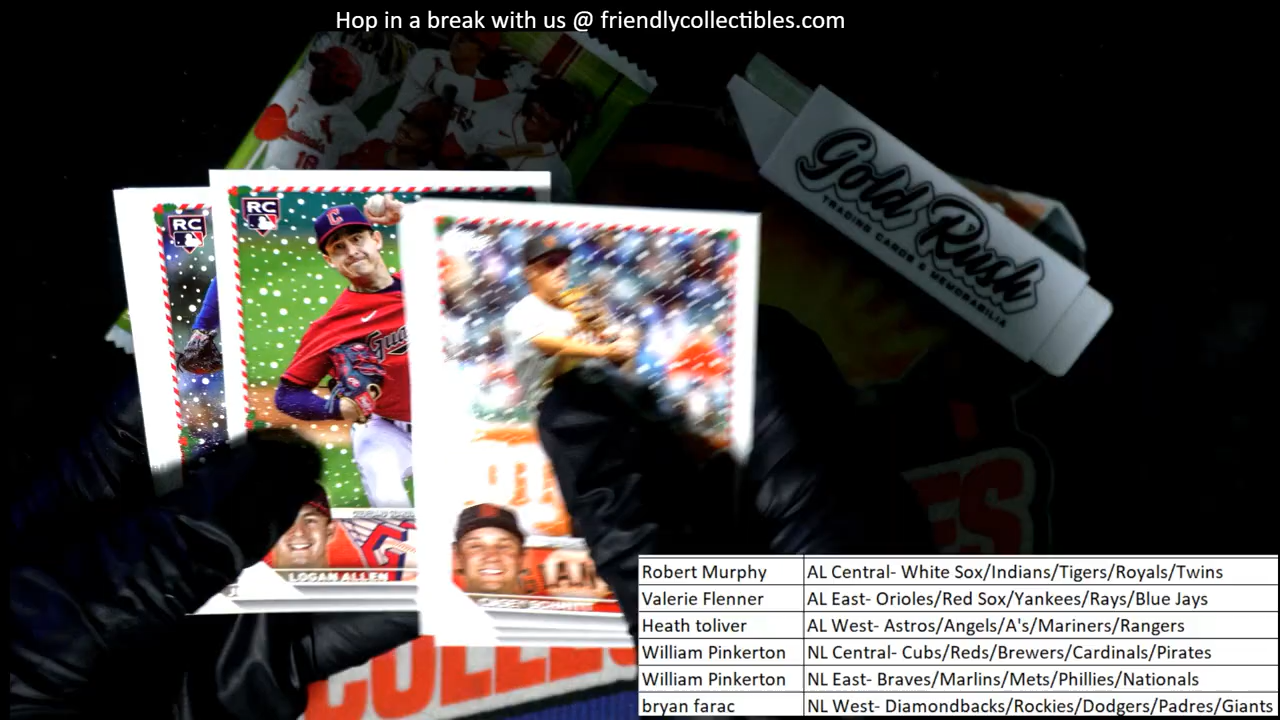 Hop in a break with us @ friendlycollectibles.com
Gold Rush
TRADING CARDS & MEMORABILIA
RC
RC
C
18
LOGAN ALLEN
Robert Murphy AL Central- White Sox/Indians/Tigers/Royals/Twins
Valerie Flenner AL East- Orioles/Red Sox/Yankees/Rays/Blue Jays
Heath toliver AL West- Astros/Angels/A's/Mariners/Rangers
William Pinkerton NL Central- Cubs/Reds/Brewers/Cardinals/Pirates
William Pinkerton NL East- Braves/Marlins/Mets/Phillies/Nationals
bryan farac NL West- Diamondbacks/Rockies/Dodgers/Padres/Giants